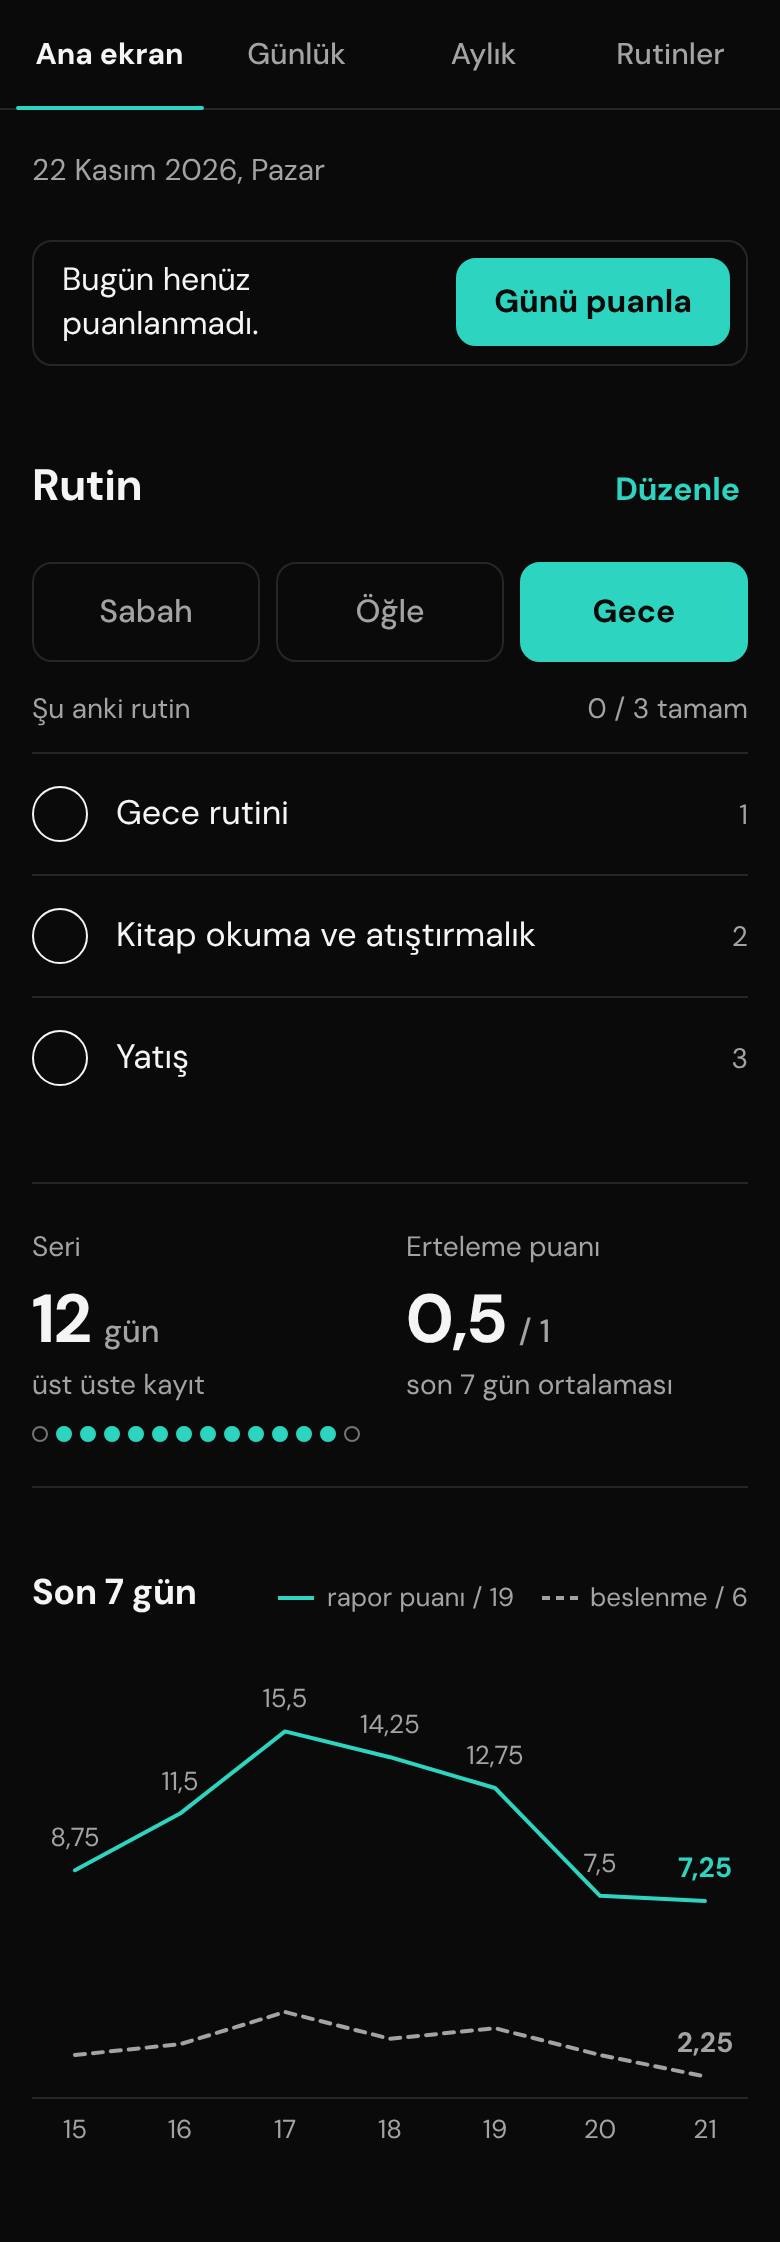 Ana ekran Günlük Aylık Rutinler
22 Kasım 2026, Pazar
Bugün henüz
puanlanmadı.
Günü puanla
Rutin Düzenle
Sabah Öğle Gece
Şu anki rutin 0 / 3 tamam
Gece rutini 1
Kitap okuma ve atıştırmalık 2
Yatış 3
Seri Erteleme puanı
12 gün 0,5 / 1
üst üste kayıt son 7 gün ortalaması
Son 7 gün rapor puanı / 19 beslenme / 6
15,5
14,25
12,75
11,5
8,75
7,5 7,25
2,25
15 16 17 18 19 20 21